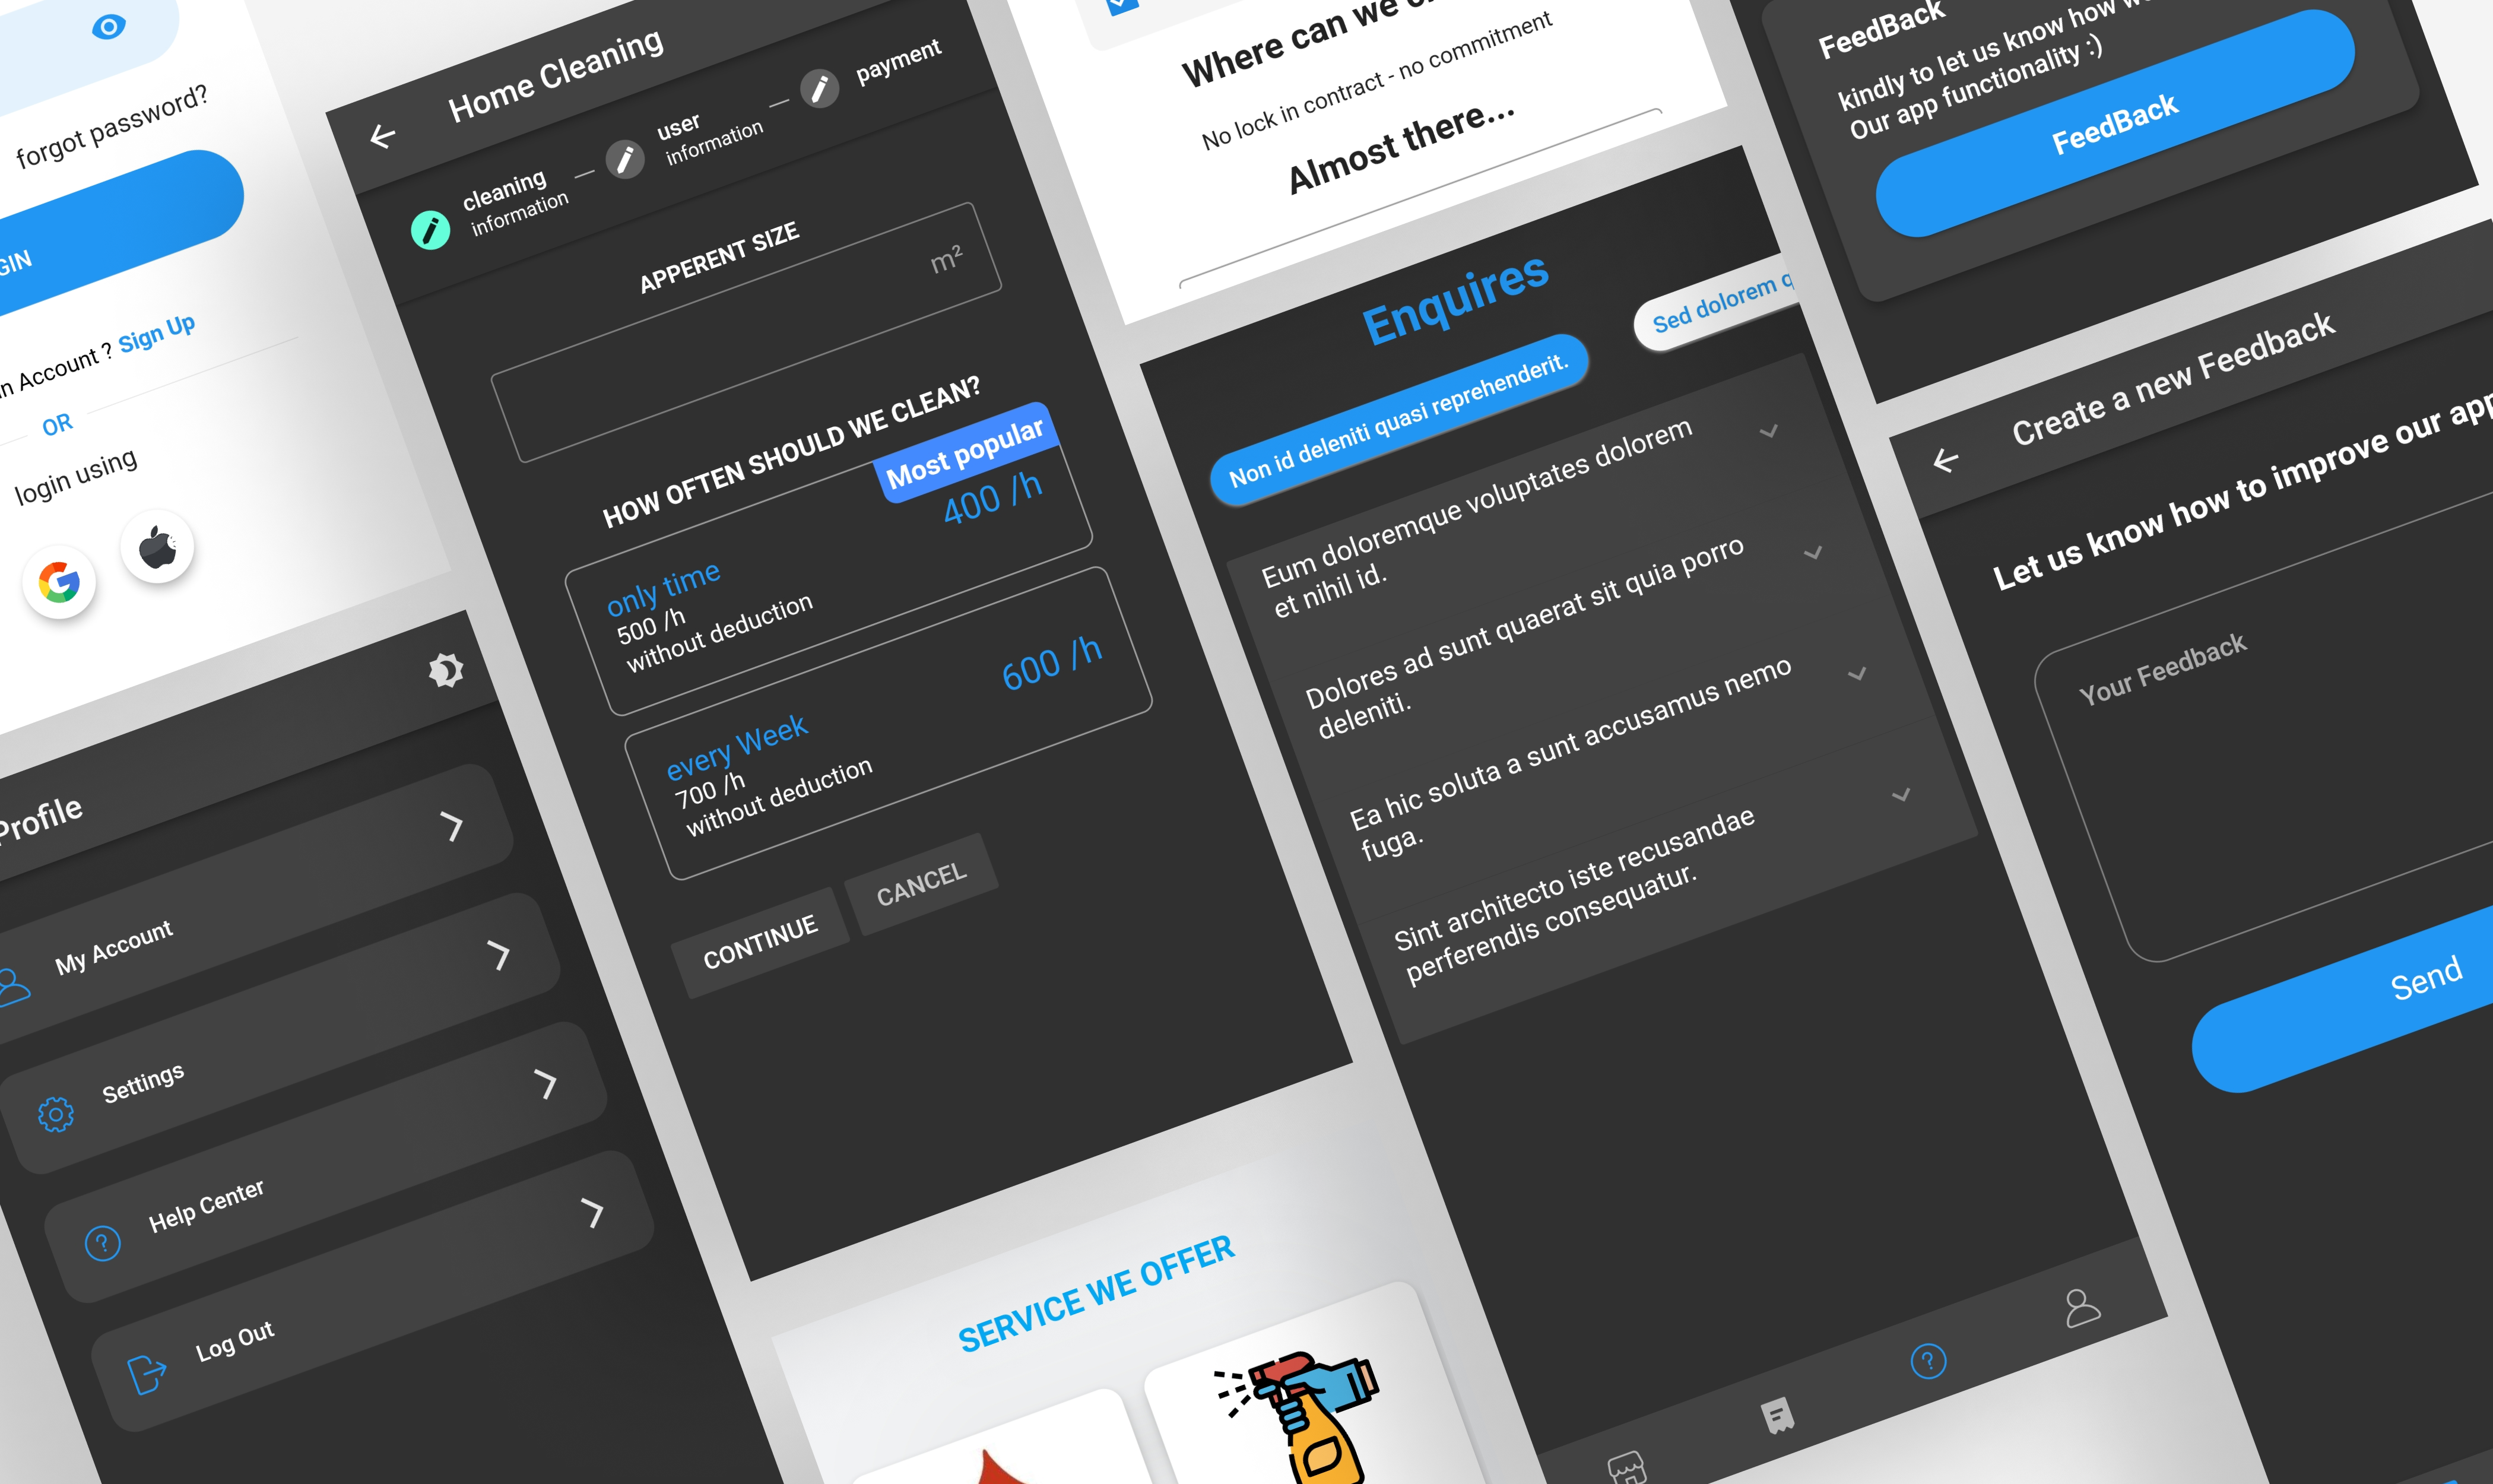 forgot password?
Account ? Sign Up
OR
login using
Profile
My Account
Settings
Help Center
Log Out
Home Cleaning
cleaning
information
user
information
payment
APPERENT SIZE
m²
HOW OFTEN SHOULD WE CLEAN?
Most popular
400 /h
only time
500 /h
without deduction
600 /h
every Week
700 /h
without deduction
CONTINUE
CANCEL
SERVICE WE OFFER
Where can we
No lock in contract - no commitment
Almost there...
Enquires
Non id deleniti quasi reprehenderit.
Sed dolorem
Eum doloremque voluptates dolorem
et nihil id.
Dolores ad sunt quaerat sit quia porro
deleniti.
Ea hic soluta a sunt accusamus nemo
fuga.
Sint architecto iste recusandae
perferendis consequatur.
FeedBack
kindly to let us know how
Our app functionality :)
FeedBack
Create a new Feedback
Let us know how to improve our app
Your Feedback
Send